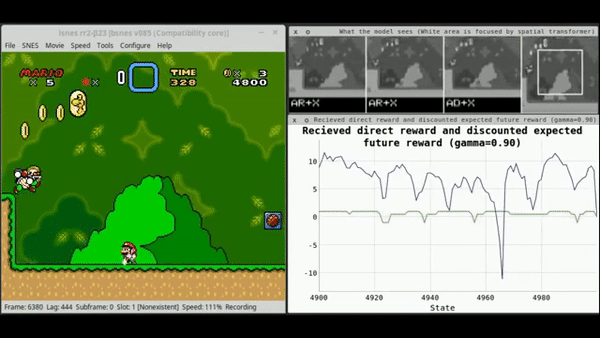 lsnes rr2-β23 [bsnes v085 (Compatibility core)]
File SNES Movie Speed Tools Configure Help
MARIO
x 5 x 0 TIME x 3
328 4800
Frame: 6380 Lag: 444 Subframe: 0 Slot: 1 [Nonexistent] Speed: 111% Recording
x o What the model sees (White area is focused by spatial transformer)
AR+X AR+X AD+X
x o Recieved direct reward and discounted expected future reward (gamma=0.90)
Recieved direct reward and discounted expected
future reward (gamma=0.90)
10
5
0
-5
-10
4900 4920 4940 4960 4980
State